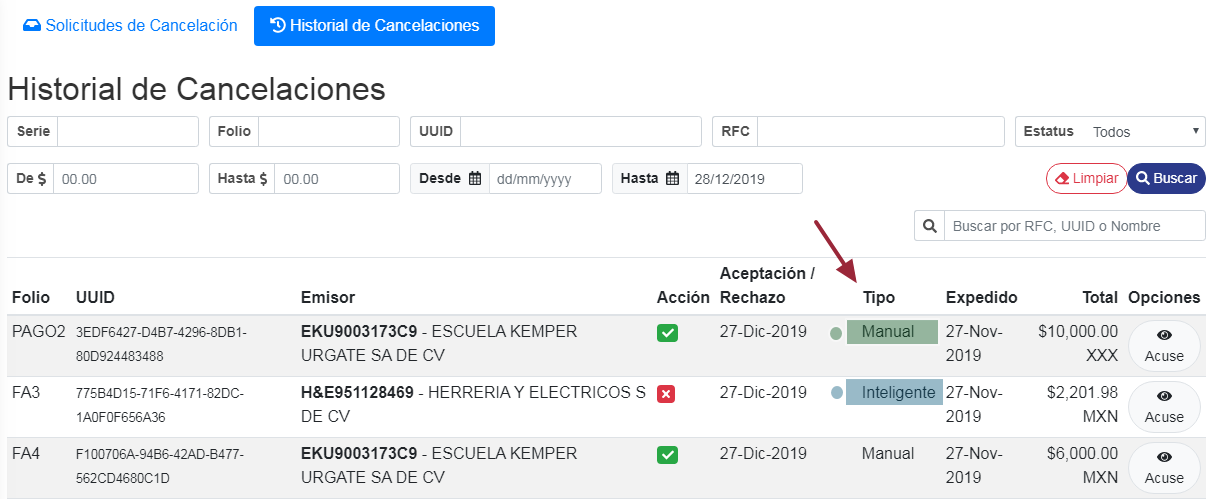 Solicitudes de Cancelación Historial de Cancelaciones
Historial de Cancelaciones
Serie Folio UUID RFC Estatus Todos
De $ 00.00 Hasta $ 00.00 Desde dd/mm/yyyy Hasta 28/12/2019 Limpiar Buscar
Buscar por RFC, UUID o Nombre
Aceptación /
Folio UUID Emisor Acción Rechazo Tipo Expedido Total Opciones
PAGO2 3EDF6427-D4B7-4296-8DB1- EKU9003173C9 - ESCUELA KEMPER 27-Dic-2019 Manual 27-Nov- $10,000.00
80D924483488 URGATE SA DE CV 2019 XXX Acuse
FA3 775B4D15-71F6-4171-82DC- H&E951128469 - HERRERIA Y ELECTRICOS S 27-Dic-2019 Inteligente 27-Nov- $2,201.98
1A0F0F656A36 DE CV 2019 MXN Acuse
FA4 F100706A-94B6-42AD-B477- EKU9003173C9 - ESCUELA KEMPER 27-Dic-2019 Manual 27-Nov- $6,000.00
562CD4680C1D URGATE SA DE CV 2019 MXN Acuse